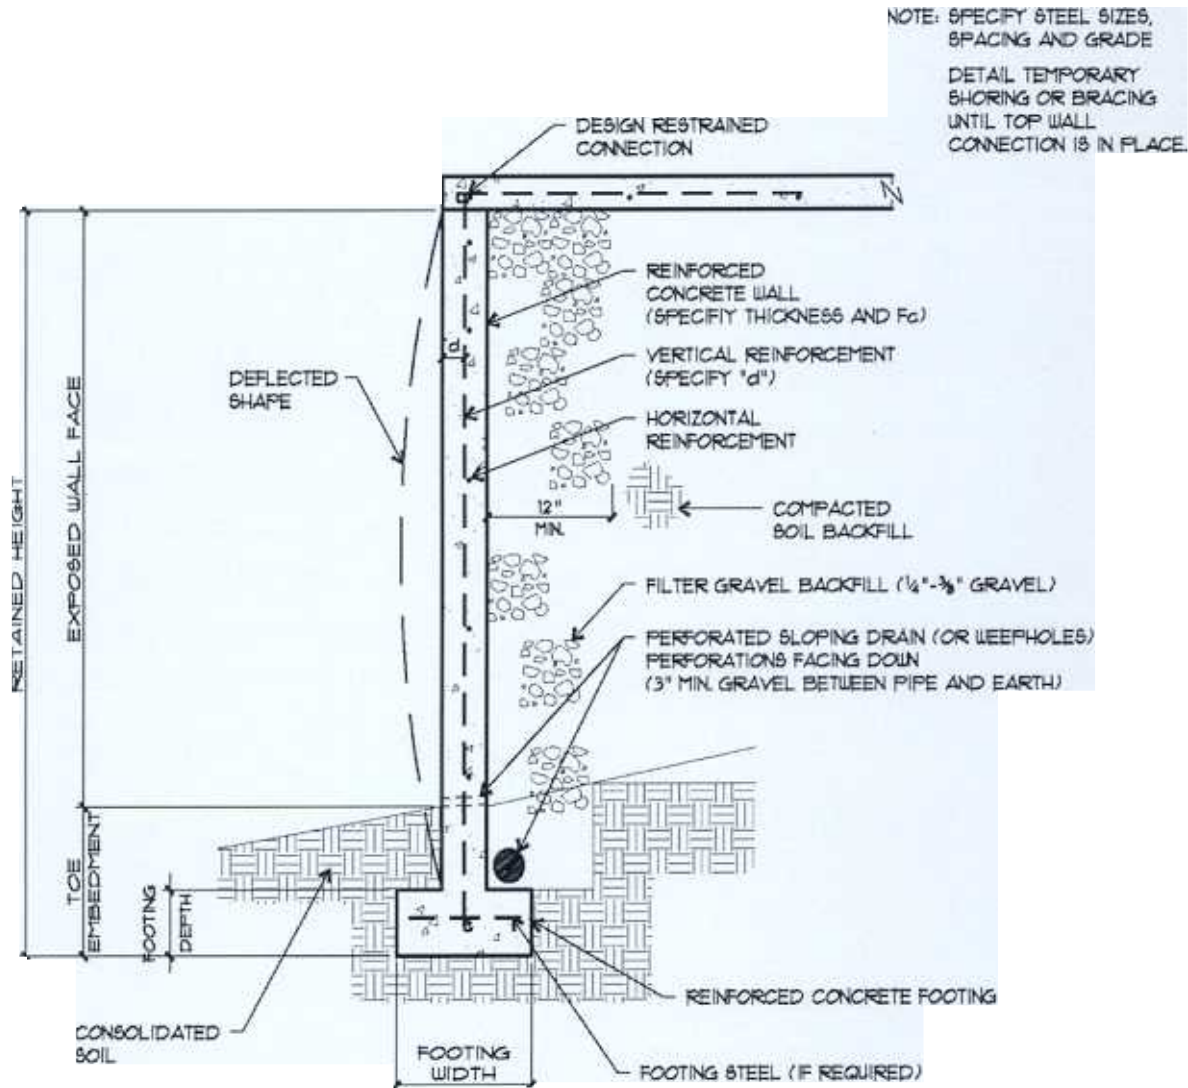 NOTE: SPECIFY STEEL SIZES,
SPACING AND GRADE
DETAIL TEMPORARY
SHORING OR BRACING
UNTIL TOP WALL
CONNECTION IS IN PLACE.
DESIGN RESTRAINED
CONNECTION
REINFORCED
CONCRETE WALL
(SPECIFIY THICKNESS AND Fc)
d
VERTICAL REINFORCEMENT
(SPECIFY "d")
DEFLECTED
SHAPE
HORIZONTAL
REINFORCEMENT
EXPOSED WALL FACE
RETAINED HEIGHT
12"
MIN.
COMPACTED
SOIL BACKFILL
FILTER GRAVEL BACKFILL (1/4"-3/8" GRAVEL)
PERFORATED SLOPING DRAIN (OR WEEPHOLES)
PERFORATIONS FACING DOWN
(3" MIN. GRAVEL BETWEEN PIPE AND EARTH)
TOE
EMBEDMENT
FOOTING
DEPTH
REINFORCED CONCRETE FOOTING
CONSOLIDATED
SOIL
FOOTING
WIDTH
FOOTING STEEL (IF REQUIRED)